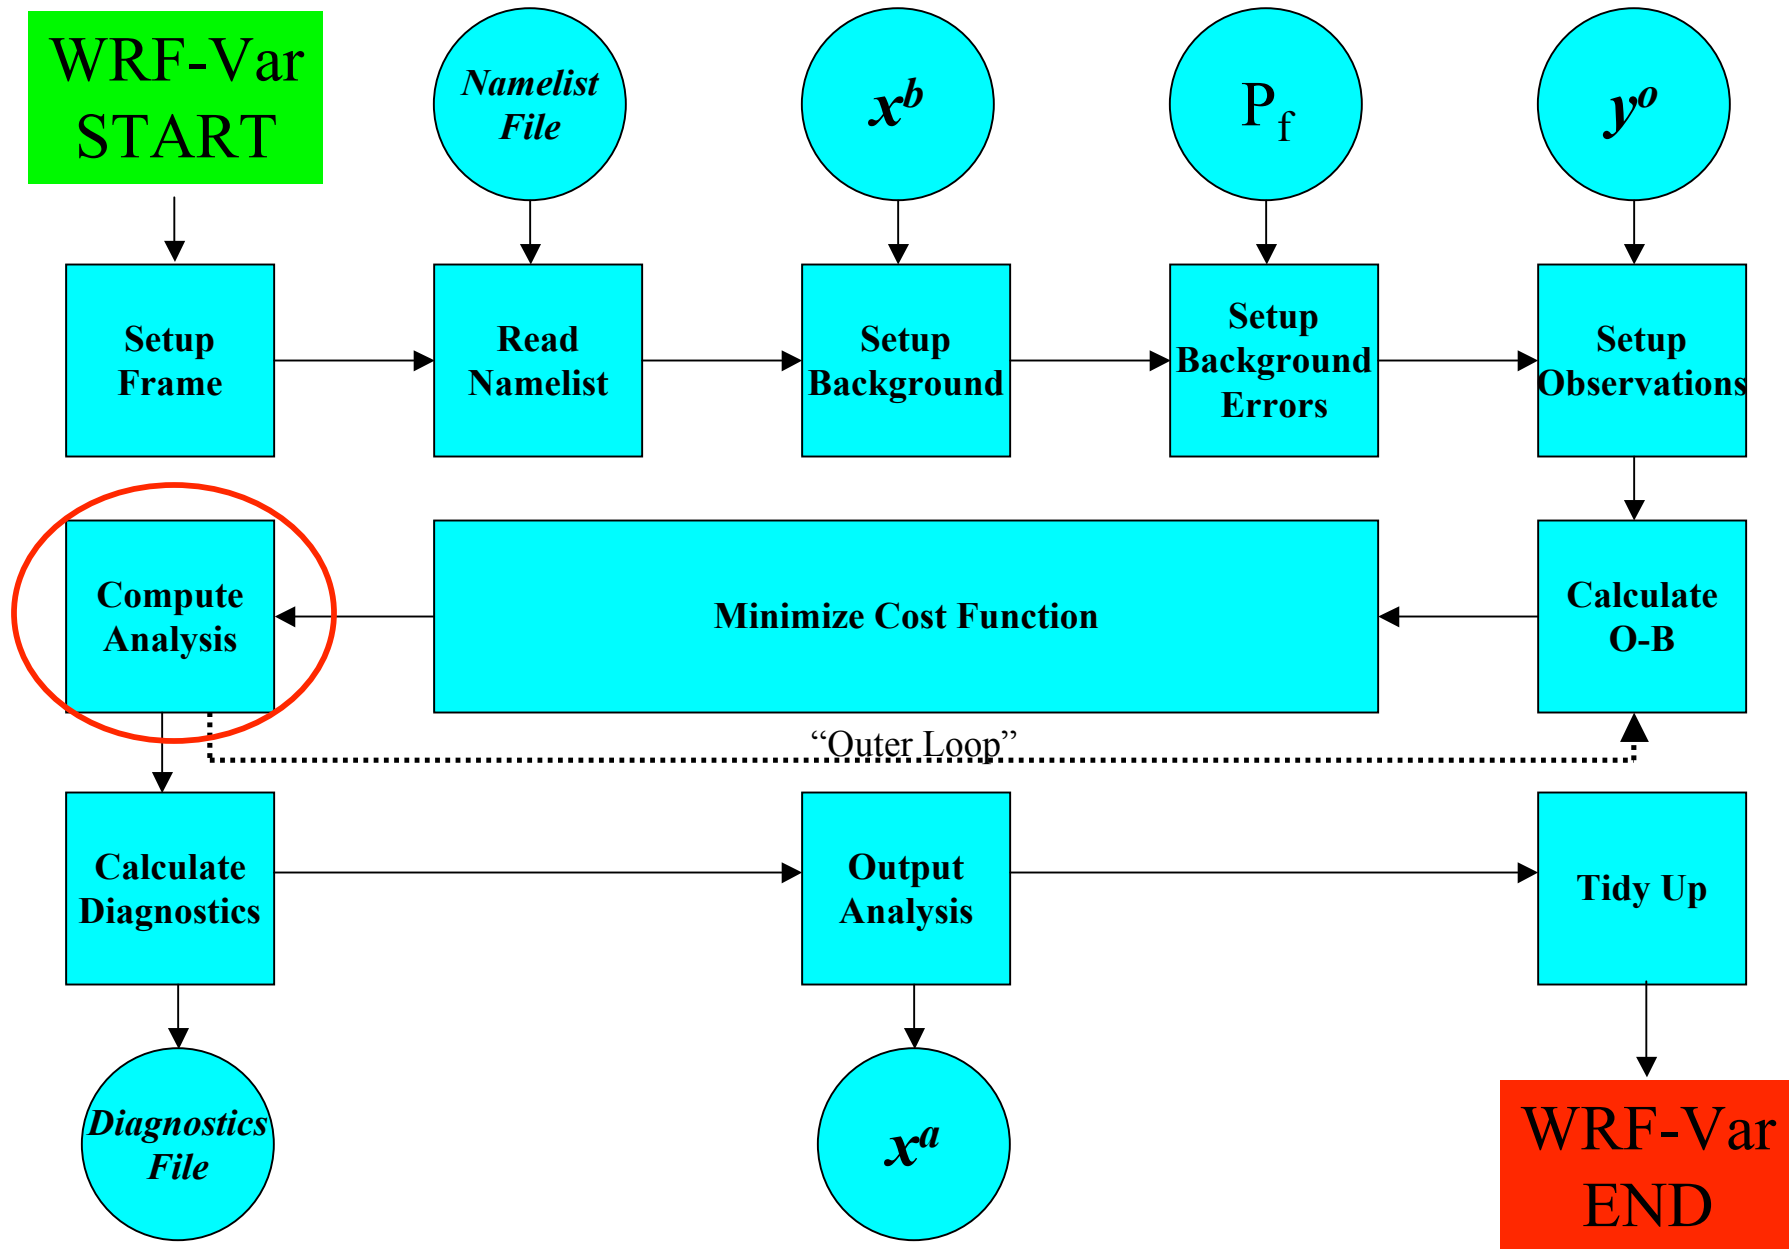 WRF-Var
START
Namelist
File
x^b
P_f
y^o
Setup
Frame
Read
Namelist
Setup
Background
Setup
Background
Errors
Setup
Observations
Compute
Analysis
Minimize Cost Function
Calculate
O-B
“Outer Loop”
Calculate
Diagnostics
Output
Analysis
Tidy Up
Diagnostics
File
x^a
WRF-Var
END